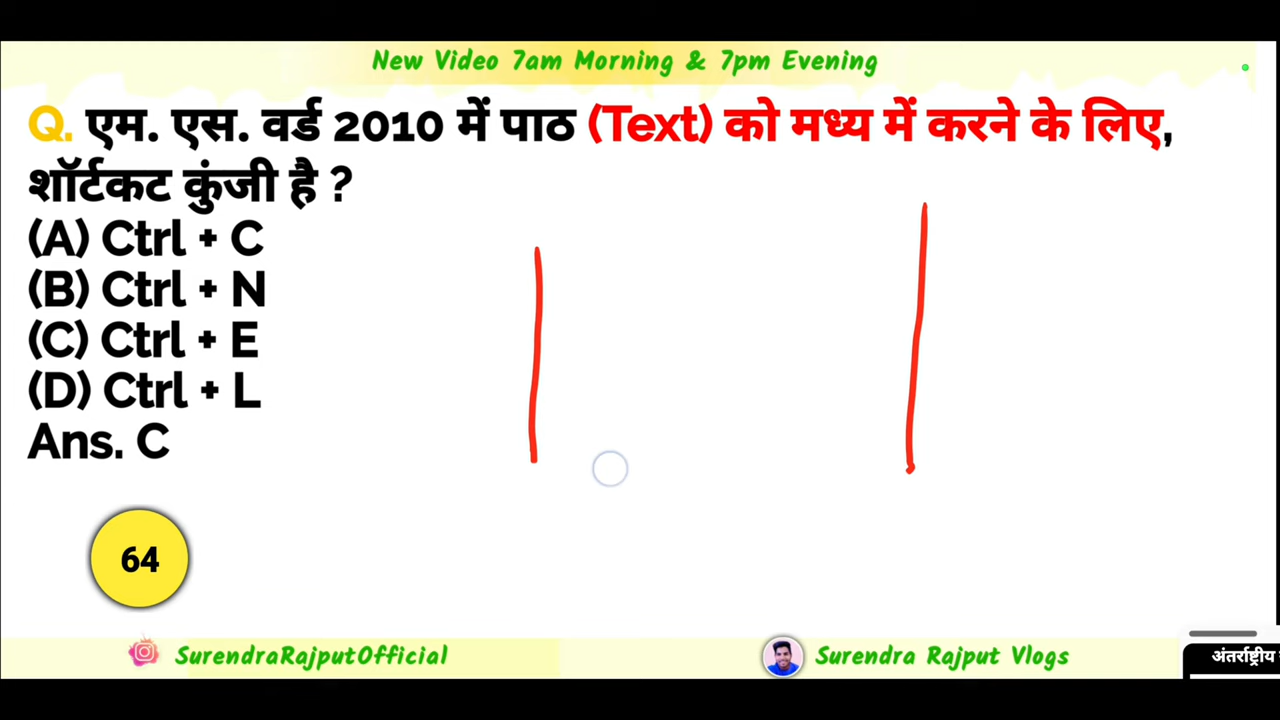 New Video 7am Morning & 7pm Evening
Q. एम. एस. वर्ड 2010 में पाठ (Text) को मध्य में करने के लिए,
शॉर्टकट कुंजी है ?
(A) Ctrl + C
(B) Ctrl + N
(C) Ctrl + E
(D) Ctrl + L
Ans. C
64
SurendraRajputOfficial
Surendra Rajput Vlogs
अंतर्राष्ट्रीय